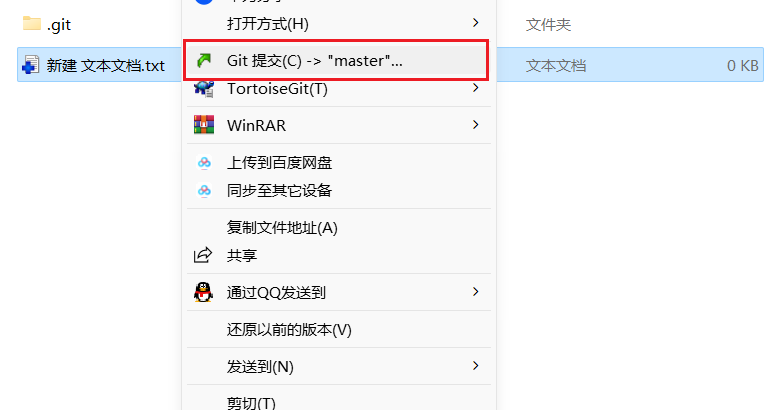 .git
文件夹
打开方式(H)
新建 文本文档.txt
Git 提交(C) -> "master"...
文本文档
0 KB
TortoiseGit(T)
WinRAR
上传到百度网盘
同步至其它设备
复制文件地址(A)
共享
通过QQ发送到
还原以前的版本(V)
发送到(N)
剪切(T)